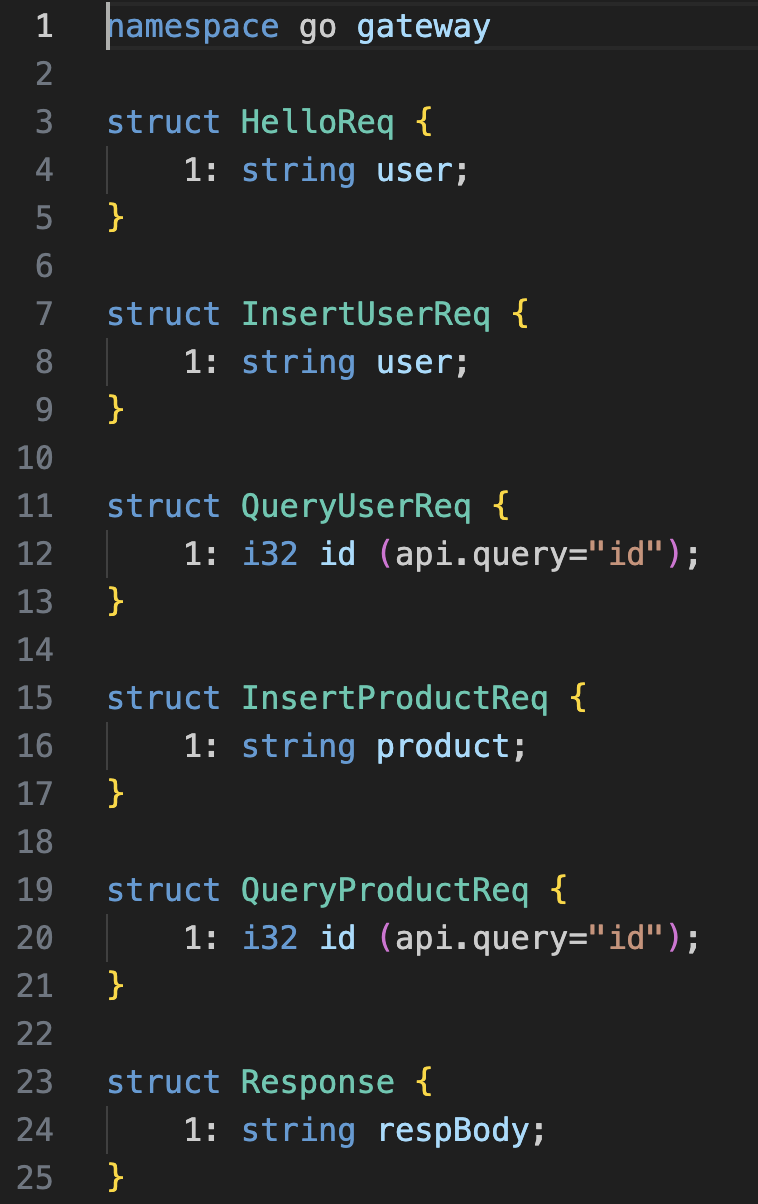 1 namespace go gateway
2
3 struct HelloReq {
4     1: string user;
5 }
6
7 struct InsertUserReq {
8     1: string user;
9 }
10
11 struct QueryUserReq {
12     1: i32 id (api.query="id");
13 }
14
15 struct InsertProductReq {
16     1: string product;
17 }
18
19 struct QueryProductReq {
20     1: i32 id (api.query="id");
21 }
22
23 struct Response {
24     1: string respBody;
25 }